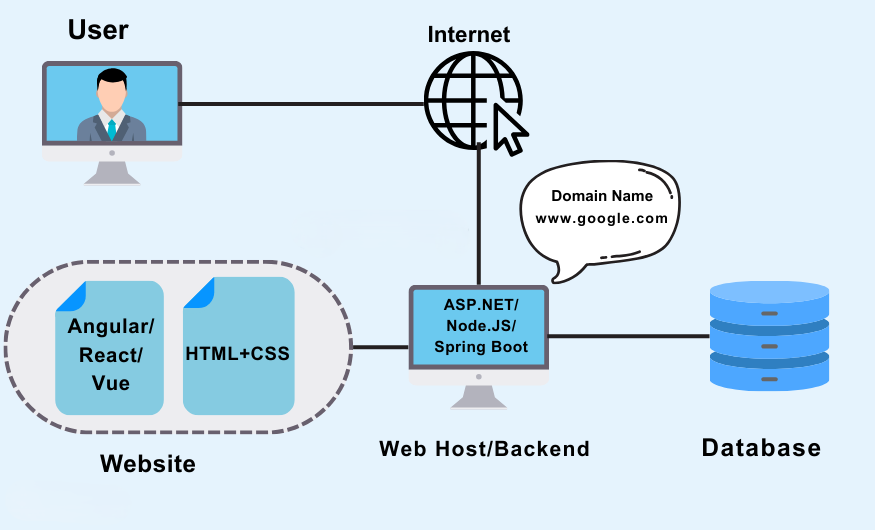 User
Internet
Domain Name
www.google.com
Angular/
React/
Vue
HTML+CSS
ASP.NET/
Node.JS/
Spring Boot
Website
Web Host/Backend
Database